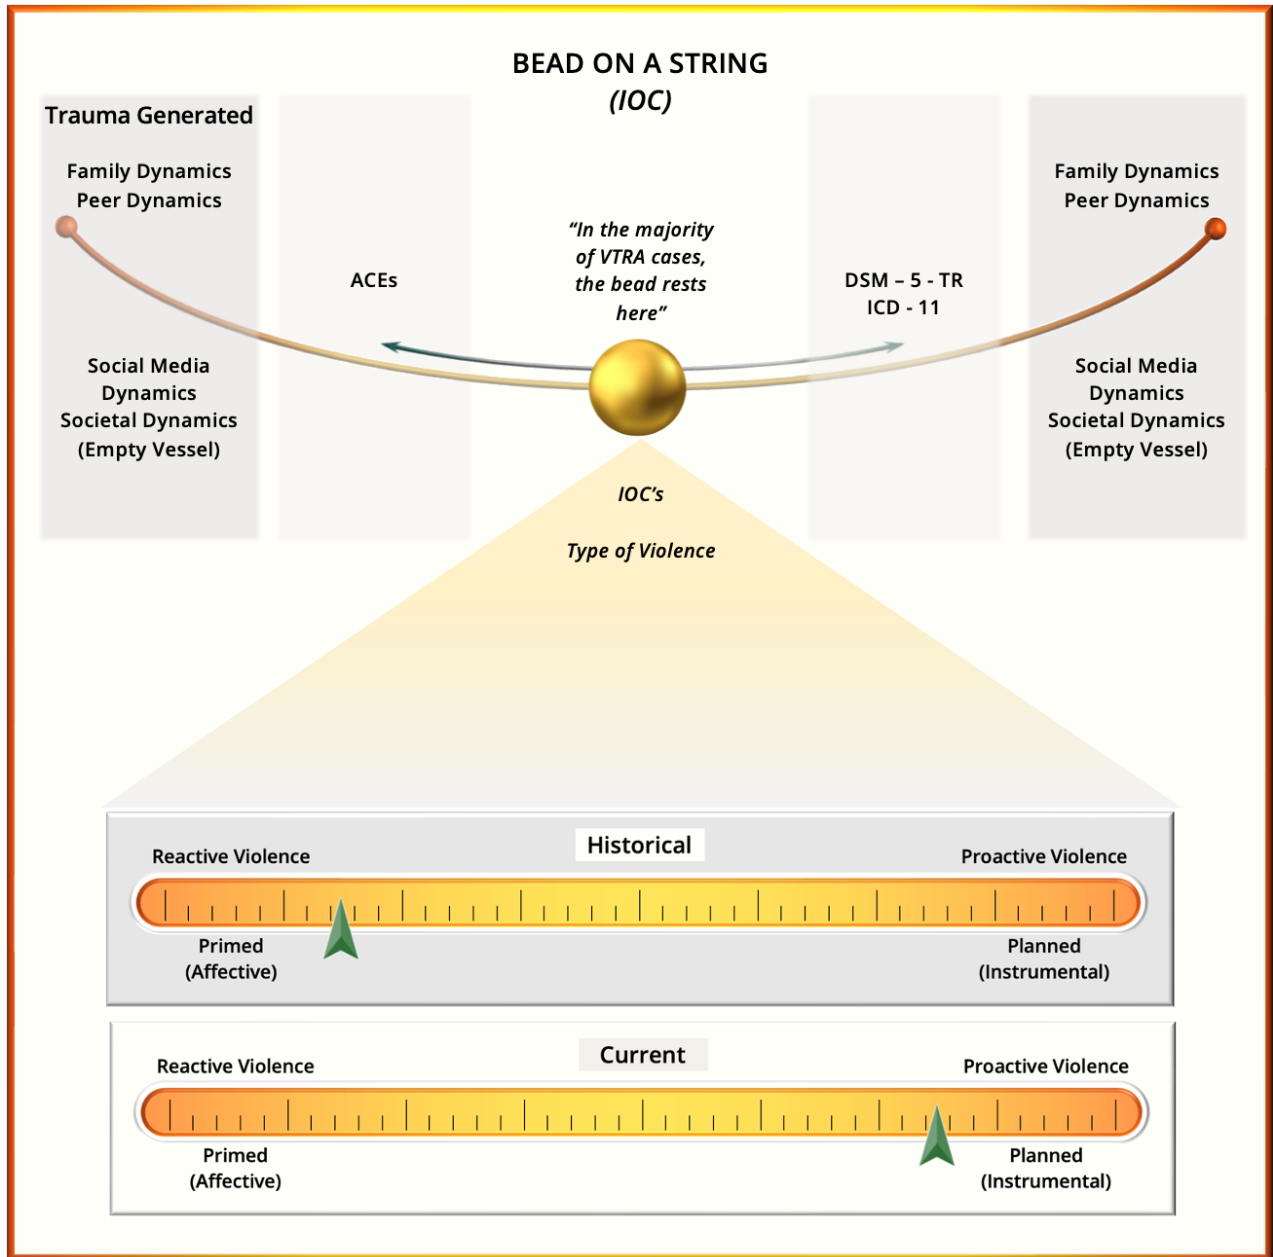 BEAD ON A STRING
(IOC)
Trauma Generated
Family Dynamics
Peer Dynamics
Social Media
Dynamics
Societal Dynamics
(Empty Vessel)
ACEs
“In the majority
of VTRA cases,
the bead rests
here”
DSM – 5 - TR
ICD - 11
Family Dynamics
Peer Dynamics
Social Media
Dynamics
Societal Dynamics
(Empty Vessel)
IOC’s
Type of Violence
Historical
Reactive Violence
Proactive Violence
Primed
(Affective)
Planned
(Instrumental)
Current
Reactive Violence
Proactive Violence
Primed
(Affective)
Planned
(Instrumental)